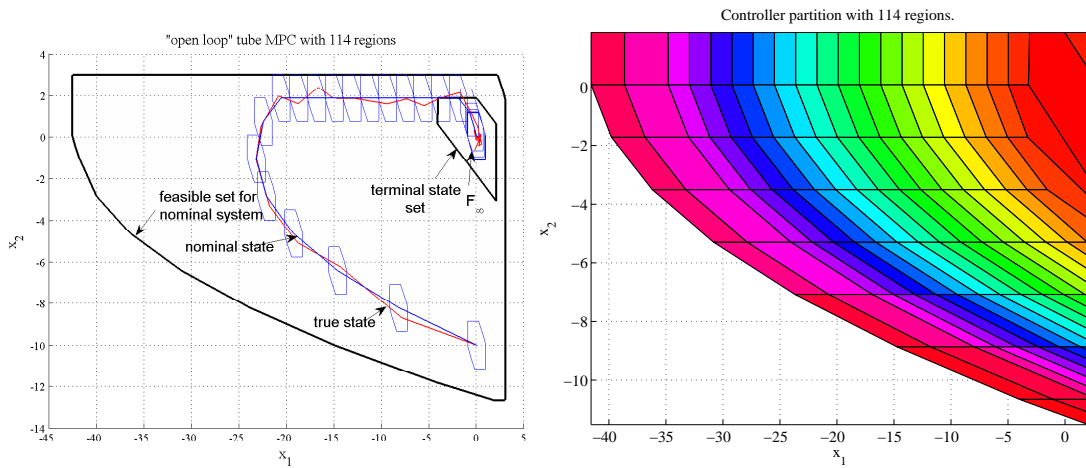 "open loop" tube MPC with 114 regions
4
2
0
-2
-4
-6
-8
-10
-12
-14
x2
feasible set for
nominal system
nominal state
true state
terminal state
set
F∞
-45
-40
-35
-30
-25
-20
-15
-10
-5
0
5
x1
Controller partition with 114 regions.
0
−2
−4
−6
−8
−10
x2
−40
−35
−30
−25
−20
−15
−10
−5
0
x1